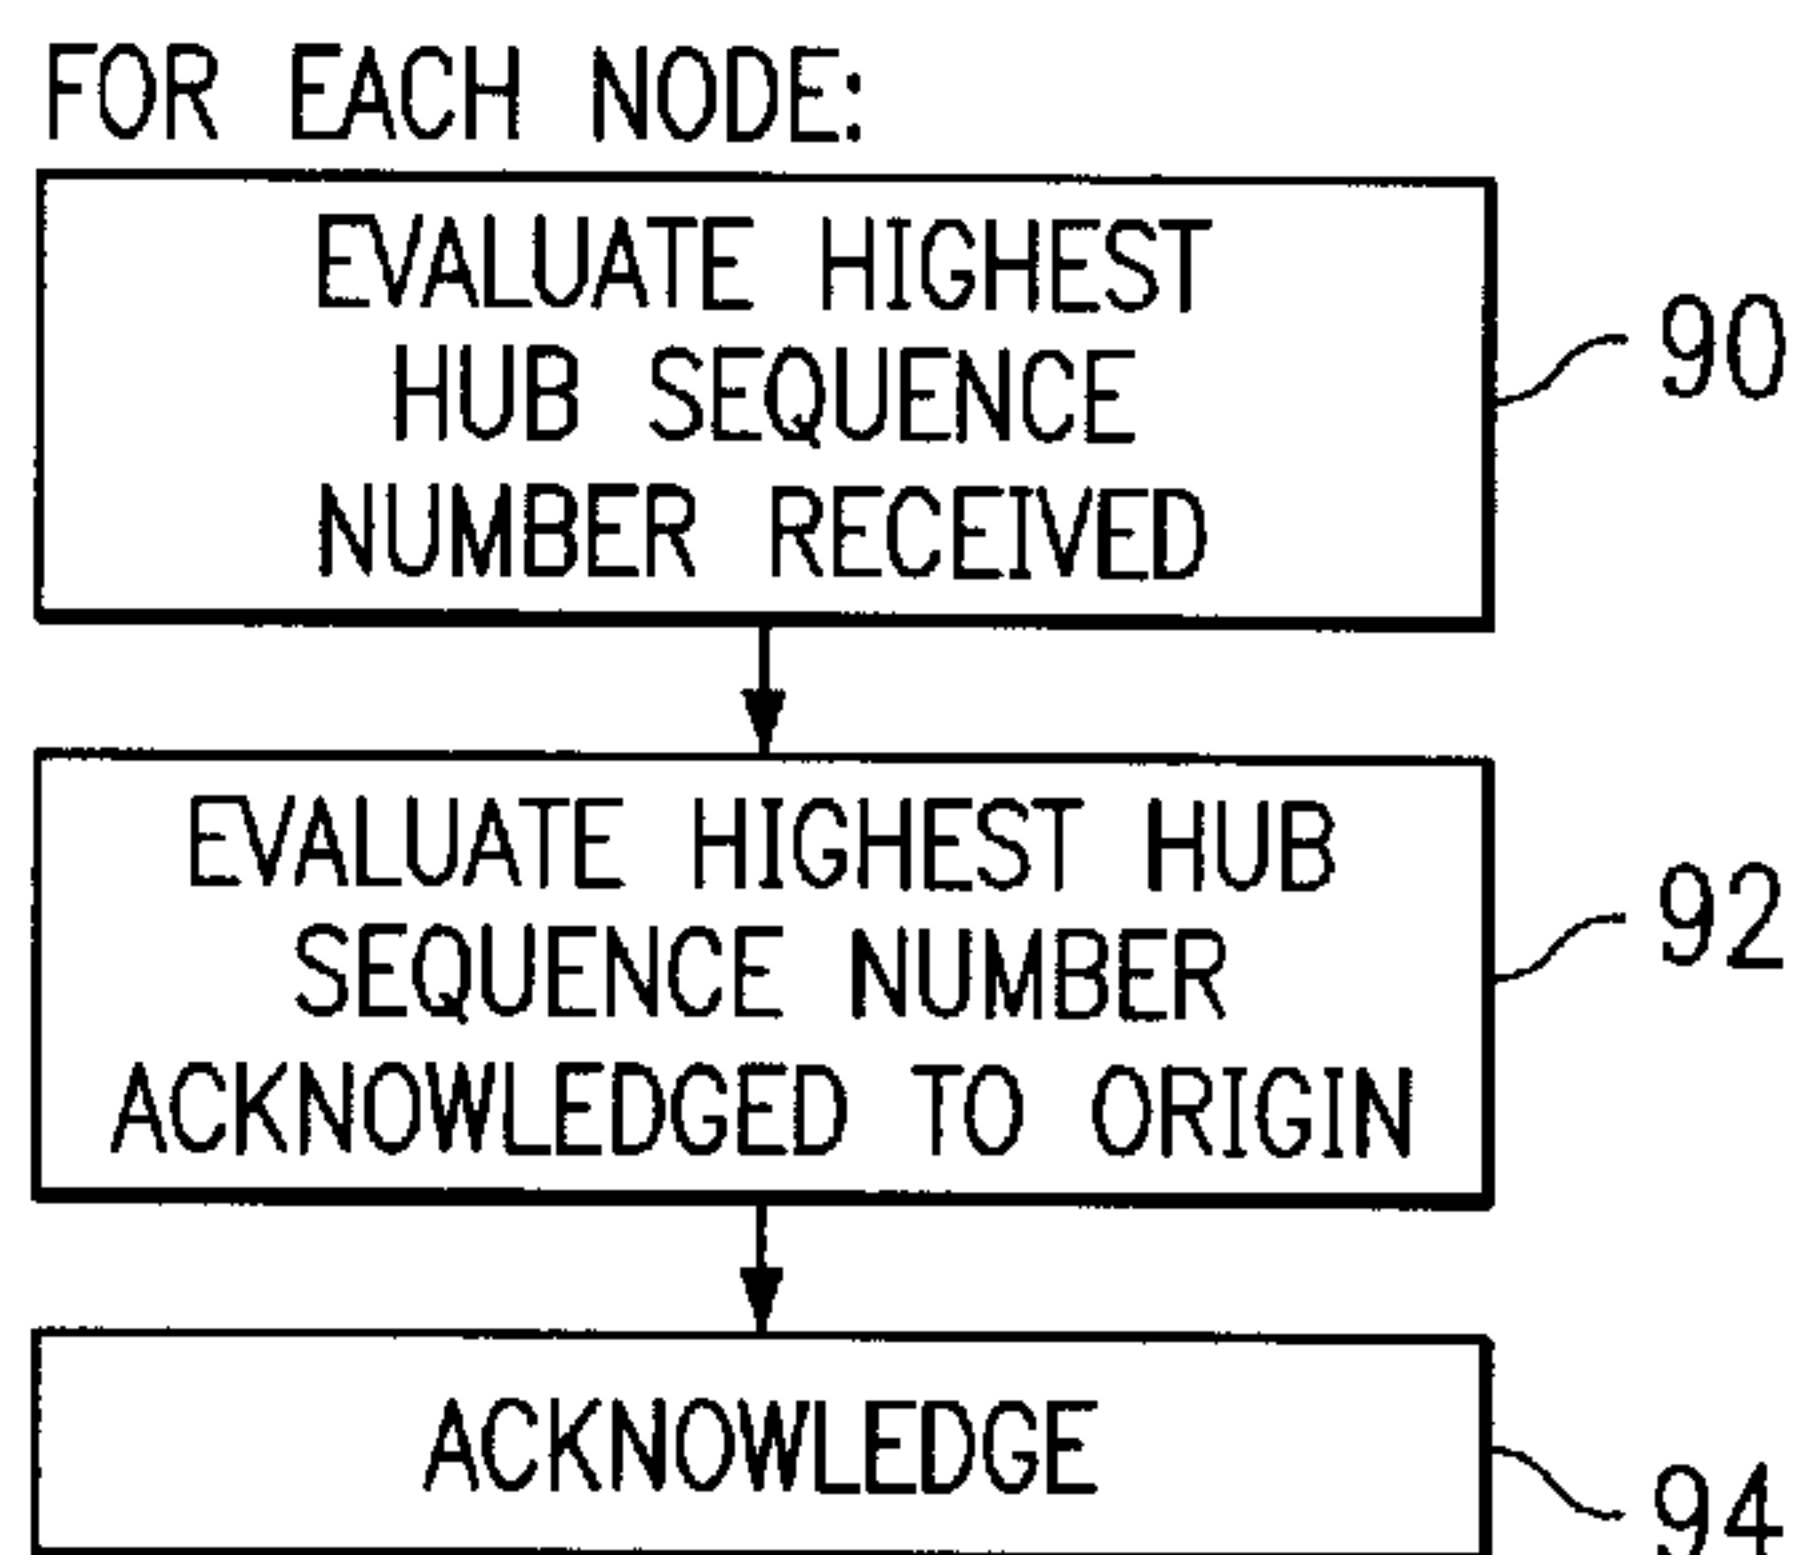 FOR EACH NODE:
EVALUATE HIGHEST
HUB SEQUENCE
NUMBER RECEIVED
90
EVALUATE HIGHEST HUB
SEQUENCE NUMBER
ACKNOWLEDGED TO ORIGIN
92
ACKNOWLEDGE
94